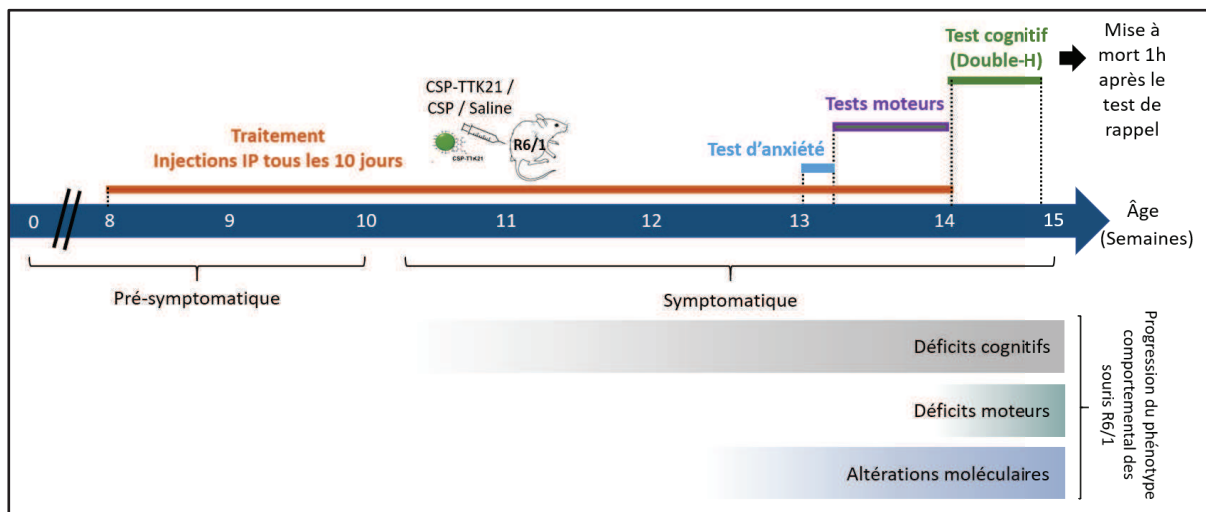 Test cognitif
(Double-H)
Mise à
mort 1h
après le
test de
rappel
CSP-TTK21 /
CSP / Saline
Tests moteurs
Traitement
Injections IP tous les 10 jours
CSP-TTK21
R6/1
Test d'anxiété
0 8 9 10 11 12 13 14 15
Âge
(Semaines)
Pré-symptomatique
Symptomatique
Déficits cognitifs
Déficits moteurs
Altérations moléculaires
Progression du phénotype
comportemental des
souris R6/1